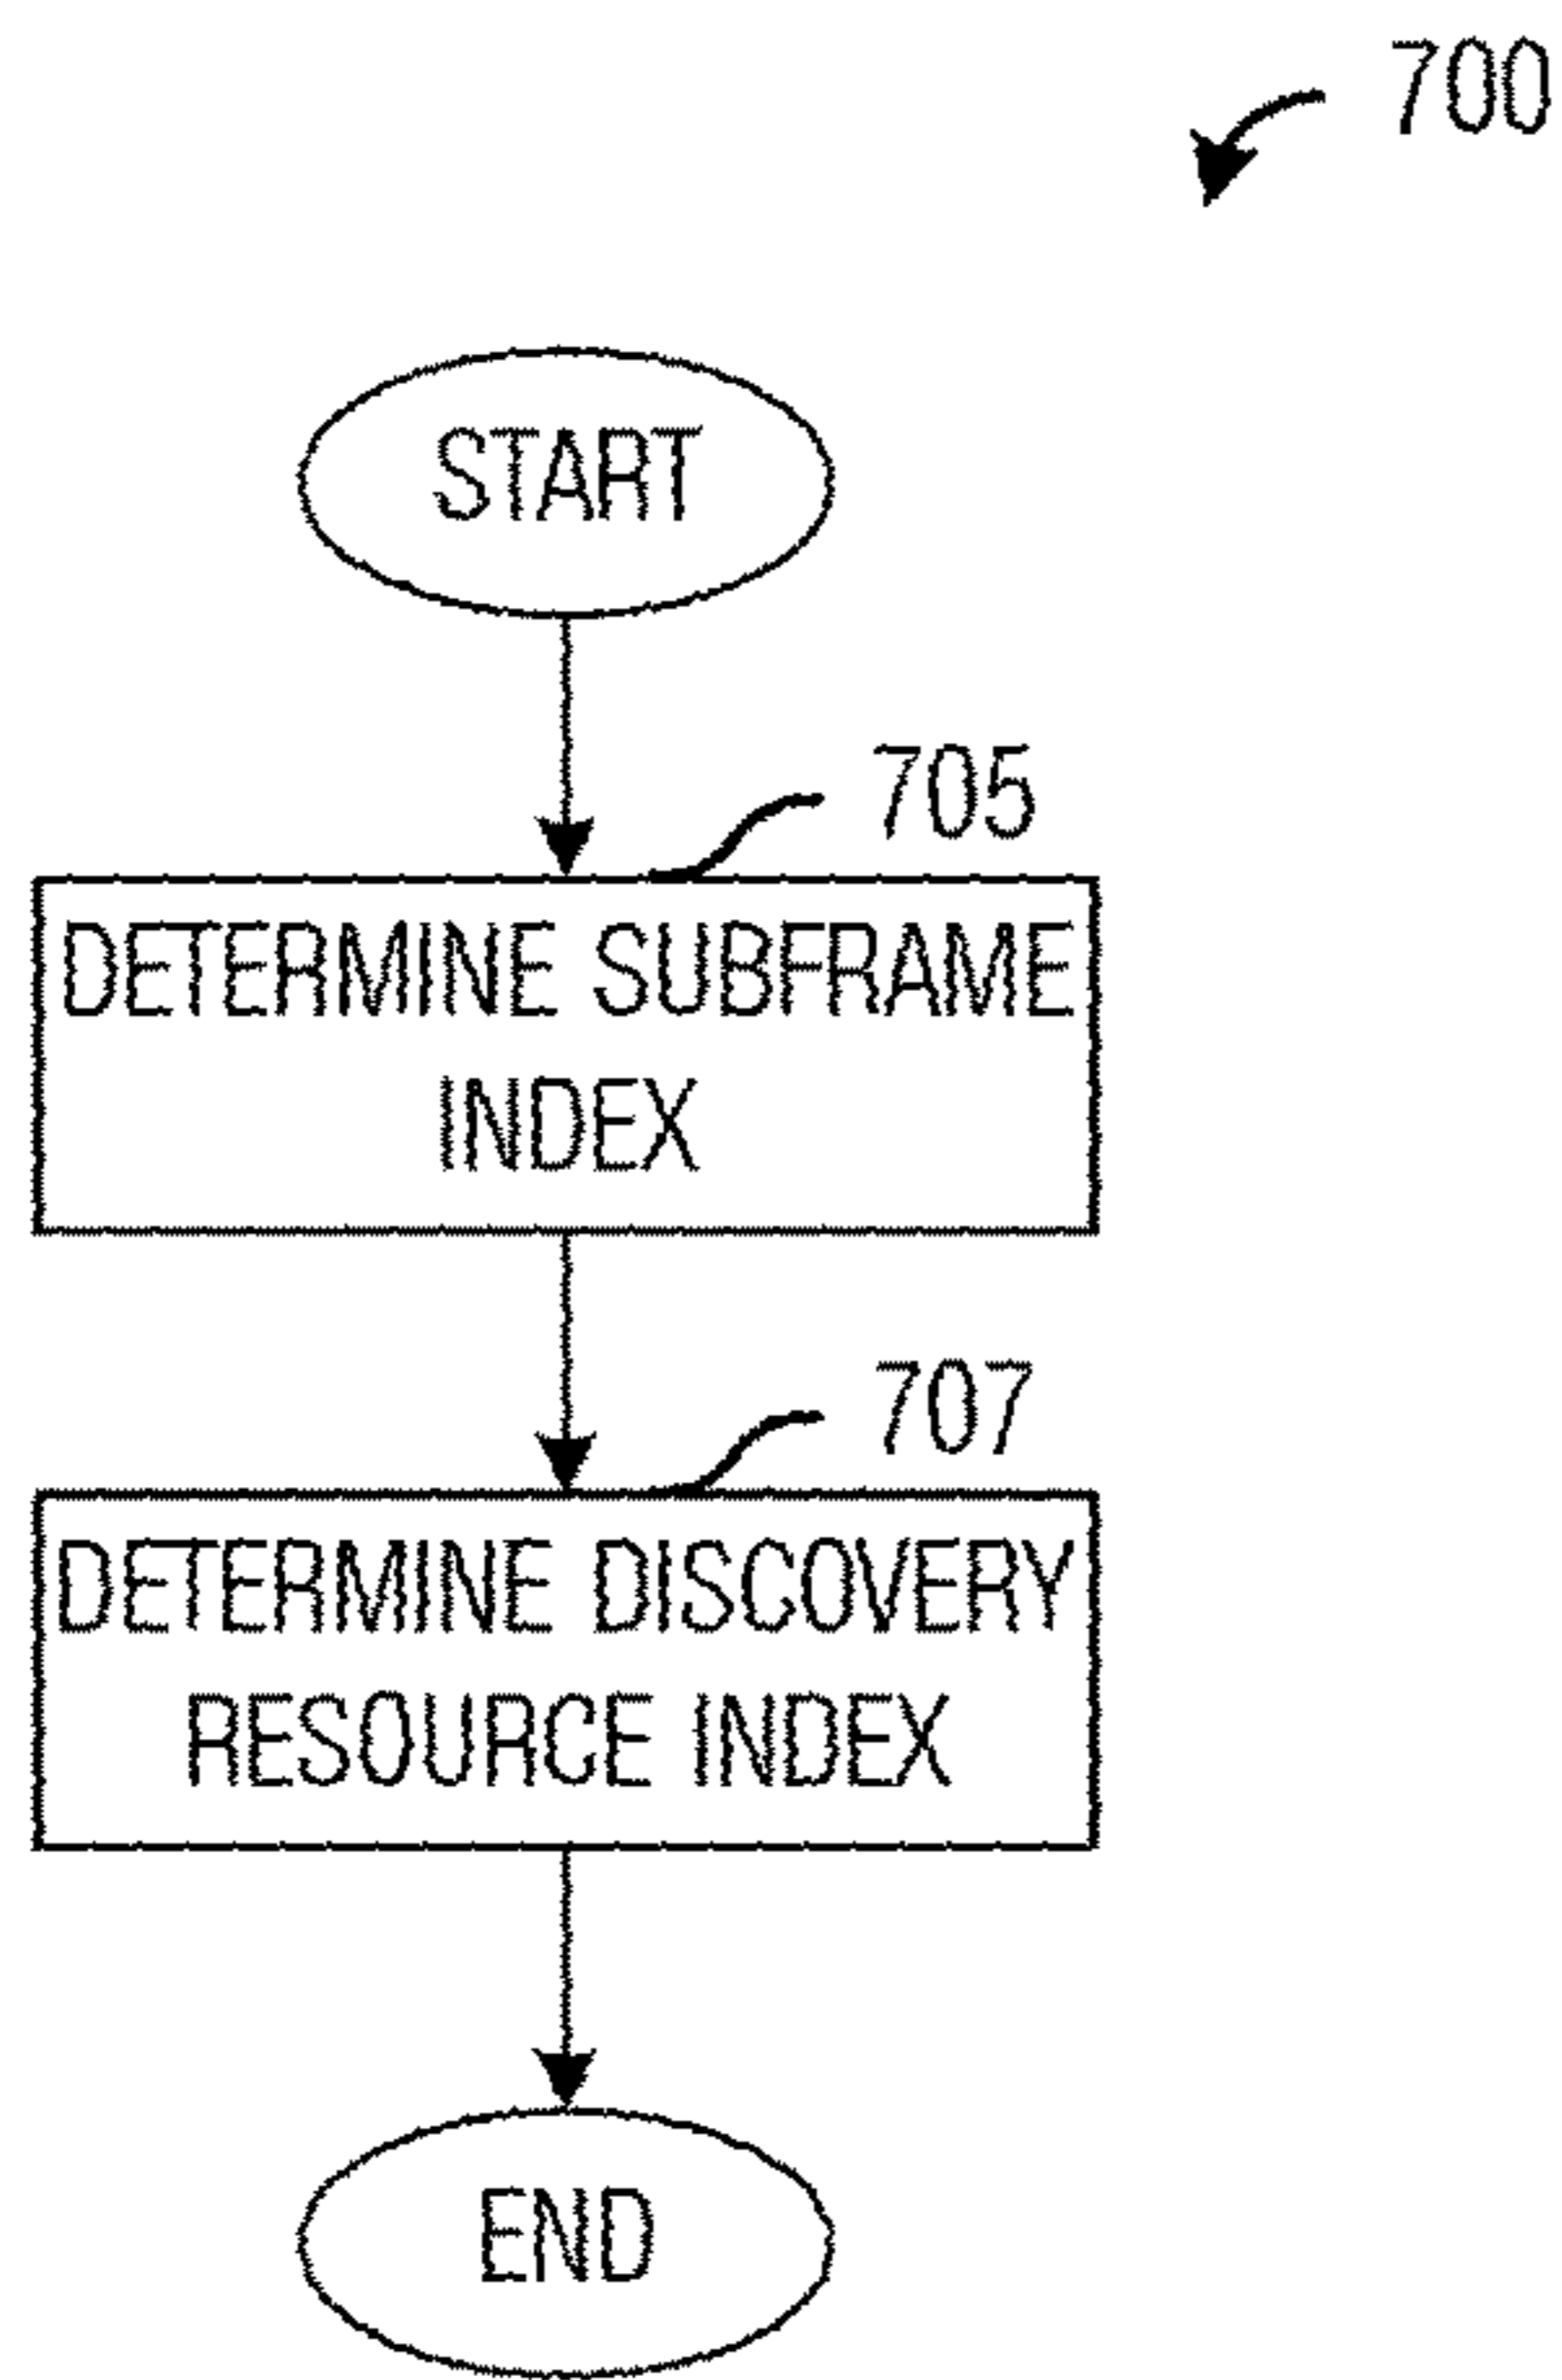 700
START
705
DETERMINE SUBFRAME
INDEX
707
DETERMINE DISCOVERY
RESOURCE INDEX
END